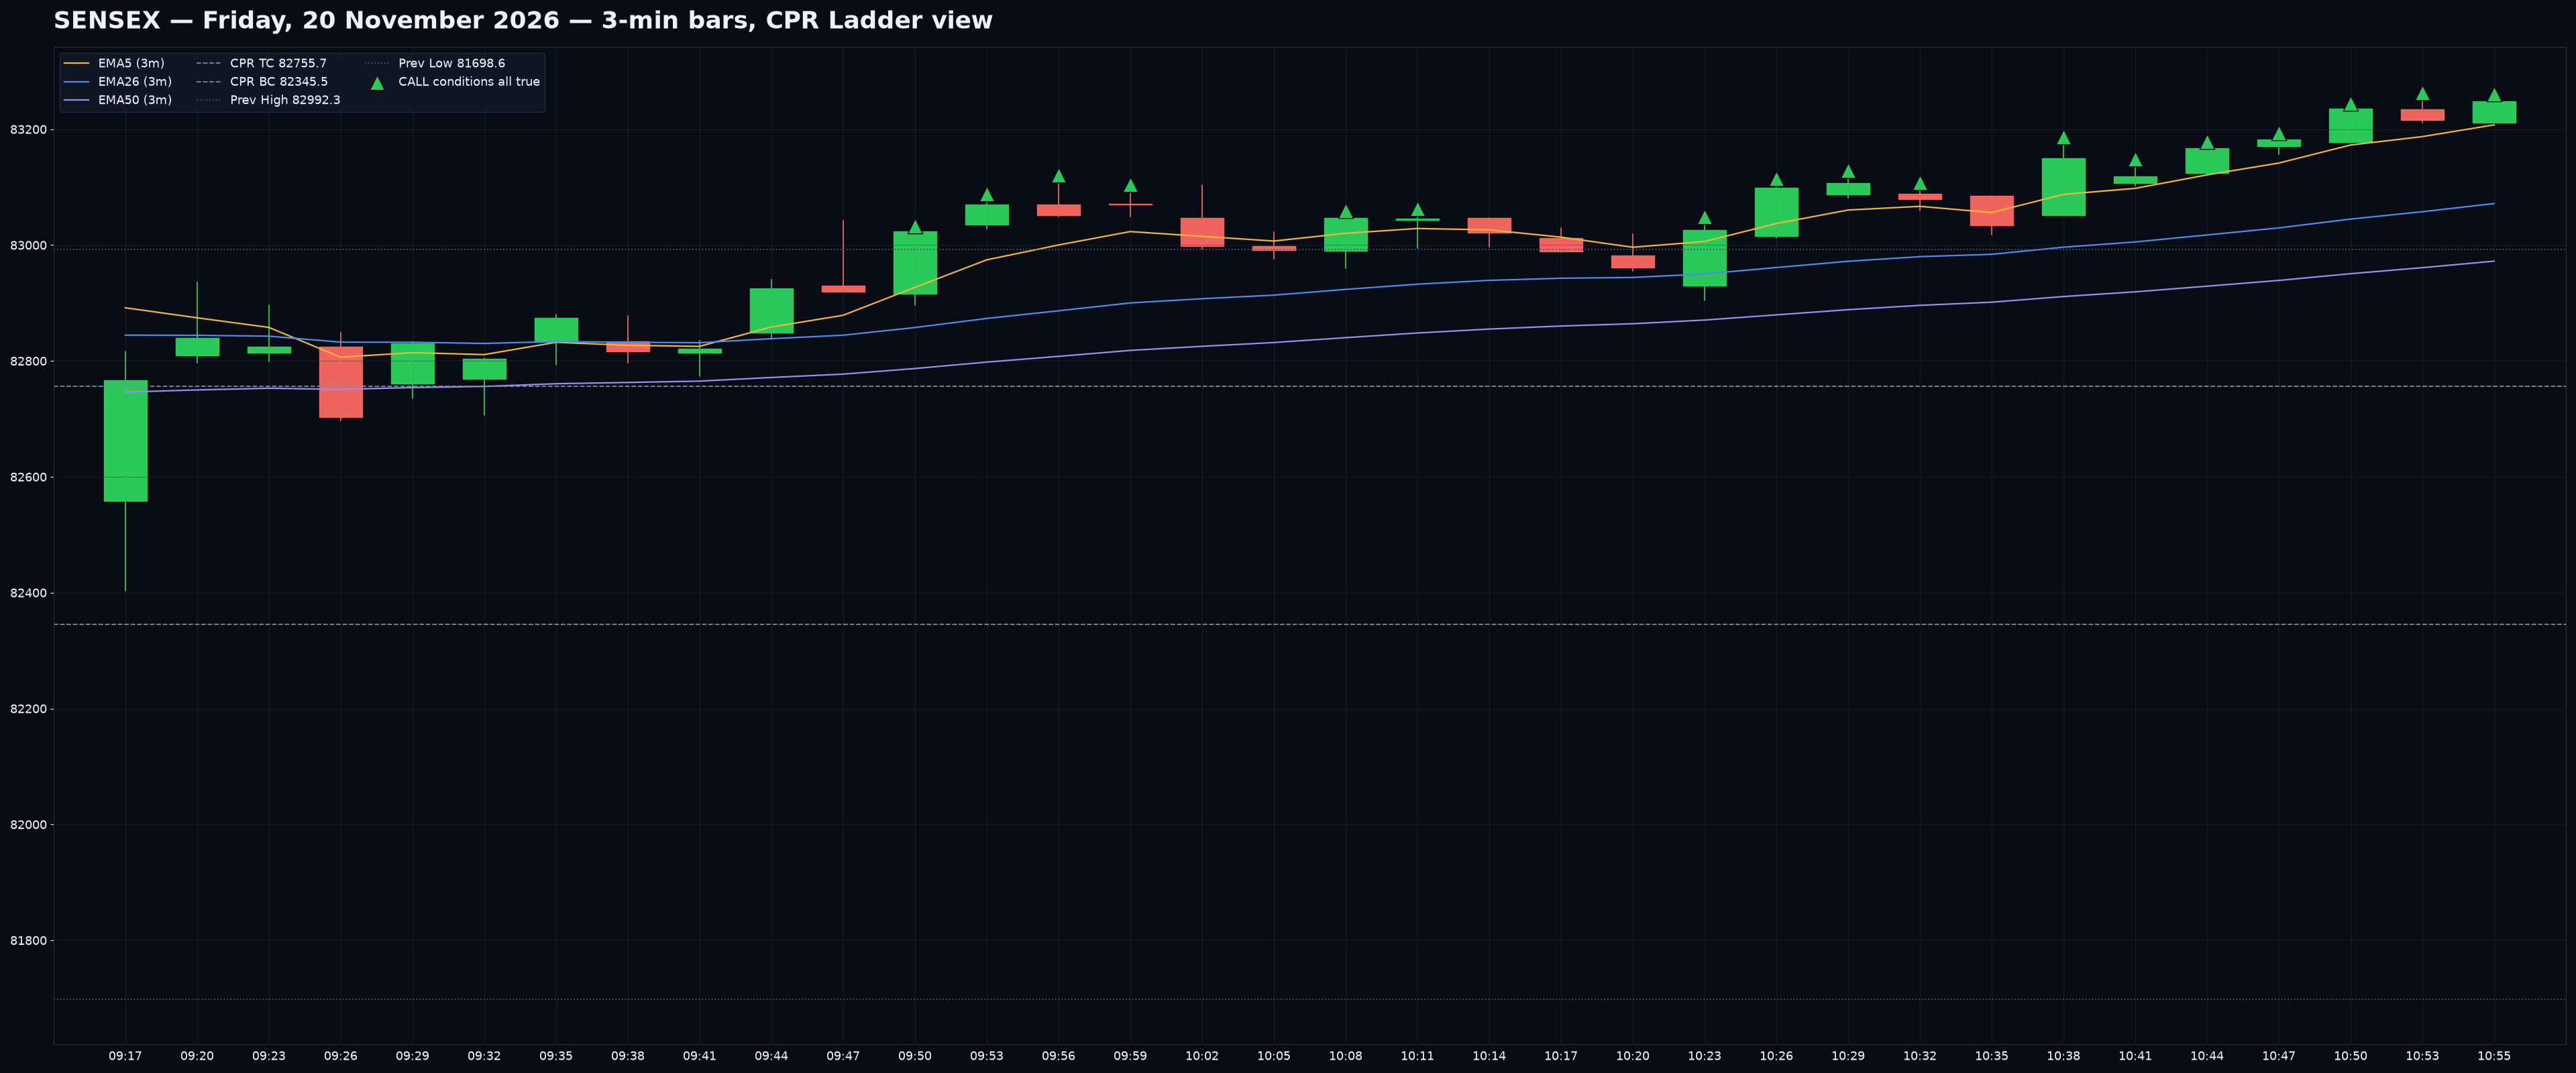 SENSEX — Friday, 20 November 2026 — 3-min bars, CPR Ladder view
EMA5 (3m)
EMA26 (3m)
EMA50 (3m)
CPR TC 82755.7
CPR BC 82345.5
Prev High 82992.3
Prev Low 81698.6
CALL conditions all true
83200
83000
82800
82600
82400
82200
82000
81800
09:17 09:20 09:23 09:26 09:29 09:32 09:35 09:38 09:41 09:44 09:47 09:50 09:53 09:56 09:59 10:02 10:05 10:08 10:11 10:14 10:17 10:20 10:23 10:26 10:29 10:32 10:35 10:38 10:41 10:44 10:47 10:50 10:53 10:55